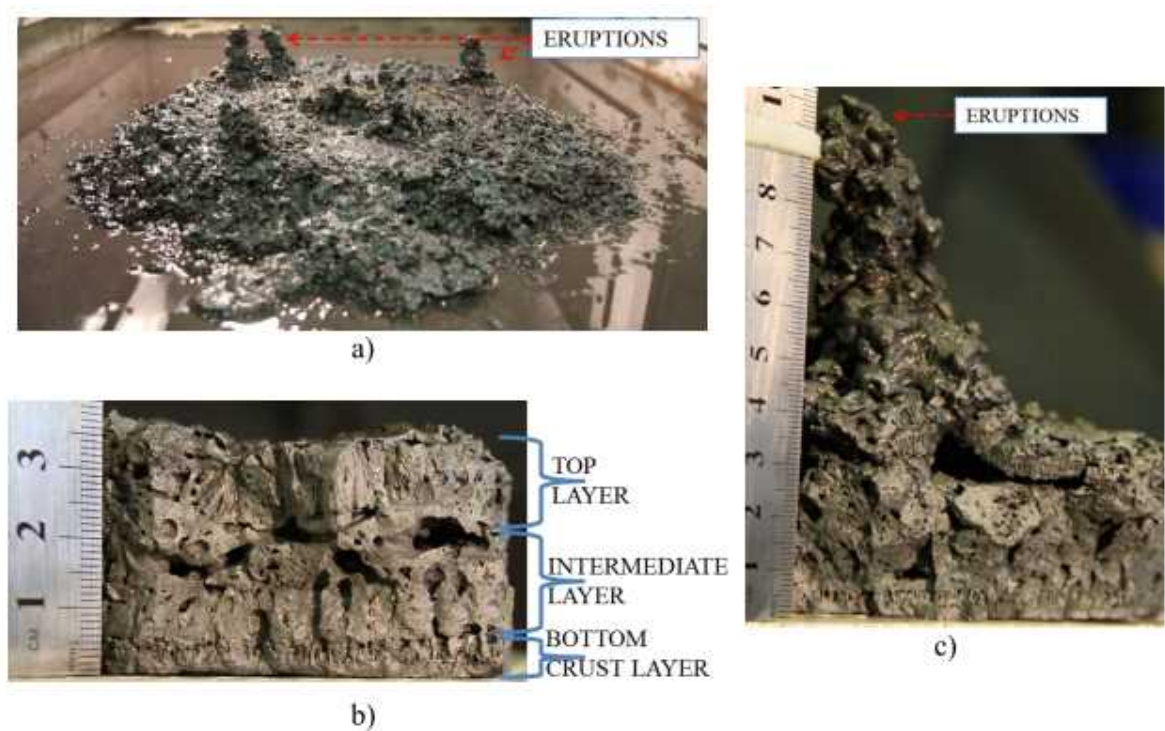 ERUPTIONS
a)
3
2
1
CM
TOP
LAYER
INTERMEDIATE
LAYER
BOTTOM
CRUST LAYER
b)
ERUPTIONS
8
7
6
5
4
3
2
1
c)